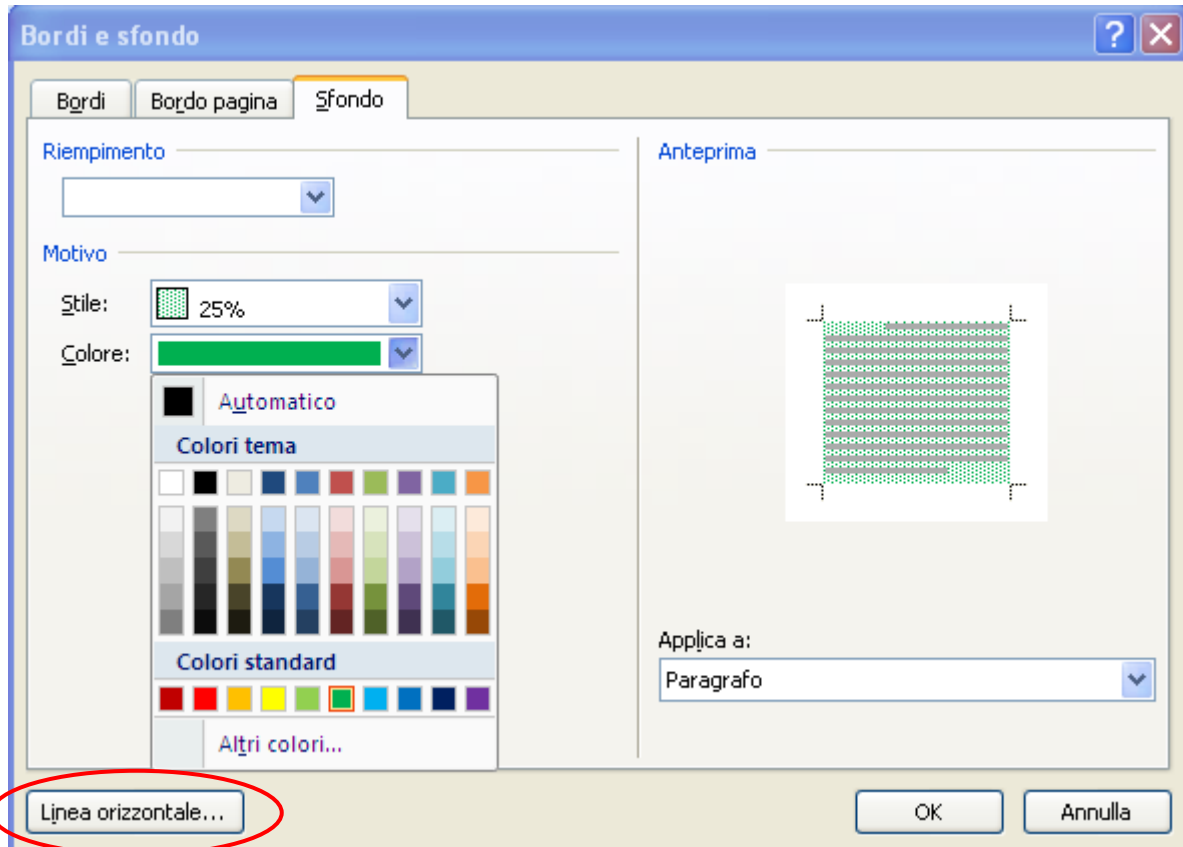 Bordi e sfondo
Bordi Bordo pagina Sfondo
Riempimento
Motivo
Stile: 25%
Colore:
Automatico
Colori tema
Colori standard
Altri colori...
Anteprima
Applica a:
Paragrafo
Linea orizzontale...
OK Annulla